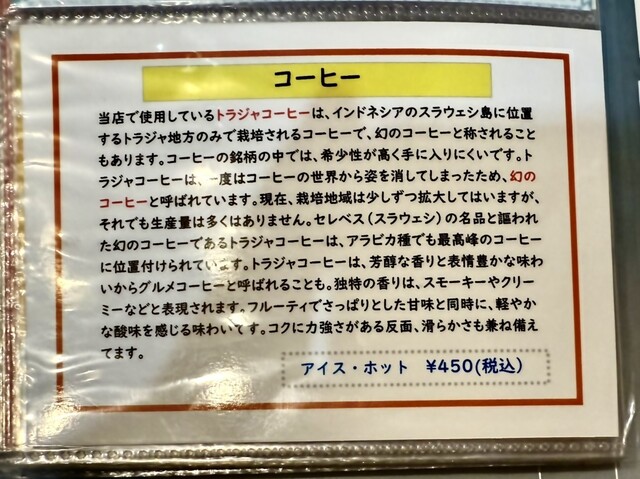 コーヒー
当店で使用しているトラジャコーヒーは、インドネシアのスラウェシ島に位置
するトラジャ地方のみで栽培されるコーヒーで、幻のコーヒーと称されること
もあります。コーヒーの銘柄の中では、希少性が高く手に入りにくいです。ト
ラジャコーヒーは、一度はコーヒーの世界から姿を消してしまったため、幻の
コーヒーと呼ばれています。現在、栽培地域は少しずつ拡大してはいますが、
それでも生産量は多くはありません。セレベス（スラウェシ）の名品と謳われ
た幻のコーヒーであるトラジャコーヒーは、アラビカ種でも最高峰のコーヒー
に位置付けられています。トラジャコーヒーは、芳醇な香りと表情豊かな味わ
いからグルメコーヒーと呼ばれることも。独特の香りは、スモーキーやクリー
ミーなどと表現されます。フルーティでさっぱりとした甘味と同時に、軽やか
な酸味を感じる味わいです。コクに力強さがある反面、滑らかさも兼ね備え
てます。
アイス・ホット ¥450(税込)